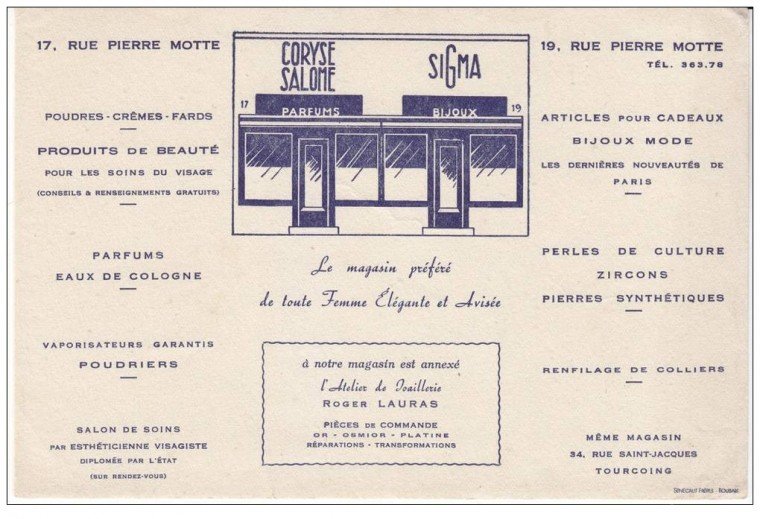 17, RUE PIERRE MOTTE
POUDRES - CRÊMES - FARDS
PRODUITS DE BEAUTÉ
POUR LES SOINS DU VISAGE
(CONSEILS & RENSEIGNEMENTS GRATUITS)
PARFUMS
EAUX DE COLOGNE
VAPORISATEURS GARANTIS
POUDRIERS
SALON DE SOINS
PAR ESTHÉTICIENNE VISAGISTE
DIPLOMÉE PAR L'ÉTAT
(SUR RENDEZ-VOUS)
CORYSE
SALOMÉ
SIGMA
17
PARFUMS
BIJOUX
19
Le magasin préféré
de toute Femme Élégante et Avisée
à notre magasin est annexé
l'Atelier de Joaillerie
ROGER LAURAS
PIÈCES DE COMMANDE
OR - OSMIOR - PLATINE
RÉPARATIONS - TRANSFORMATIONS
19, RUE PIERRE MOTTE
TÉL. 363.78
ARTICLES POUR CADEAUX
BIJOUX MODE
LES DERNIÈRES NOUVEAUTÉS DE
PARIS
PERLES DE CULTURE
ZIRCONS
PIERRES SYNTHÉTIQUES
RENFILAGE DE COLLIERS
MÊME MAGASIN
34, RUE SAINT-JACQUES
TOURCOING
SÉNÉCAUT FRÈRES - ROUBAIX